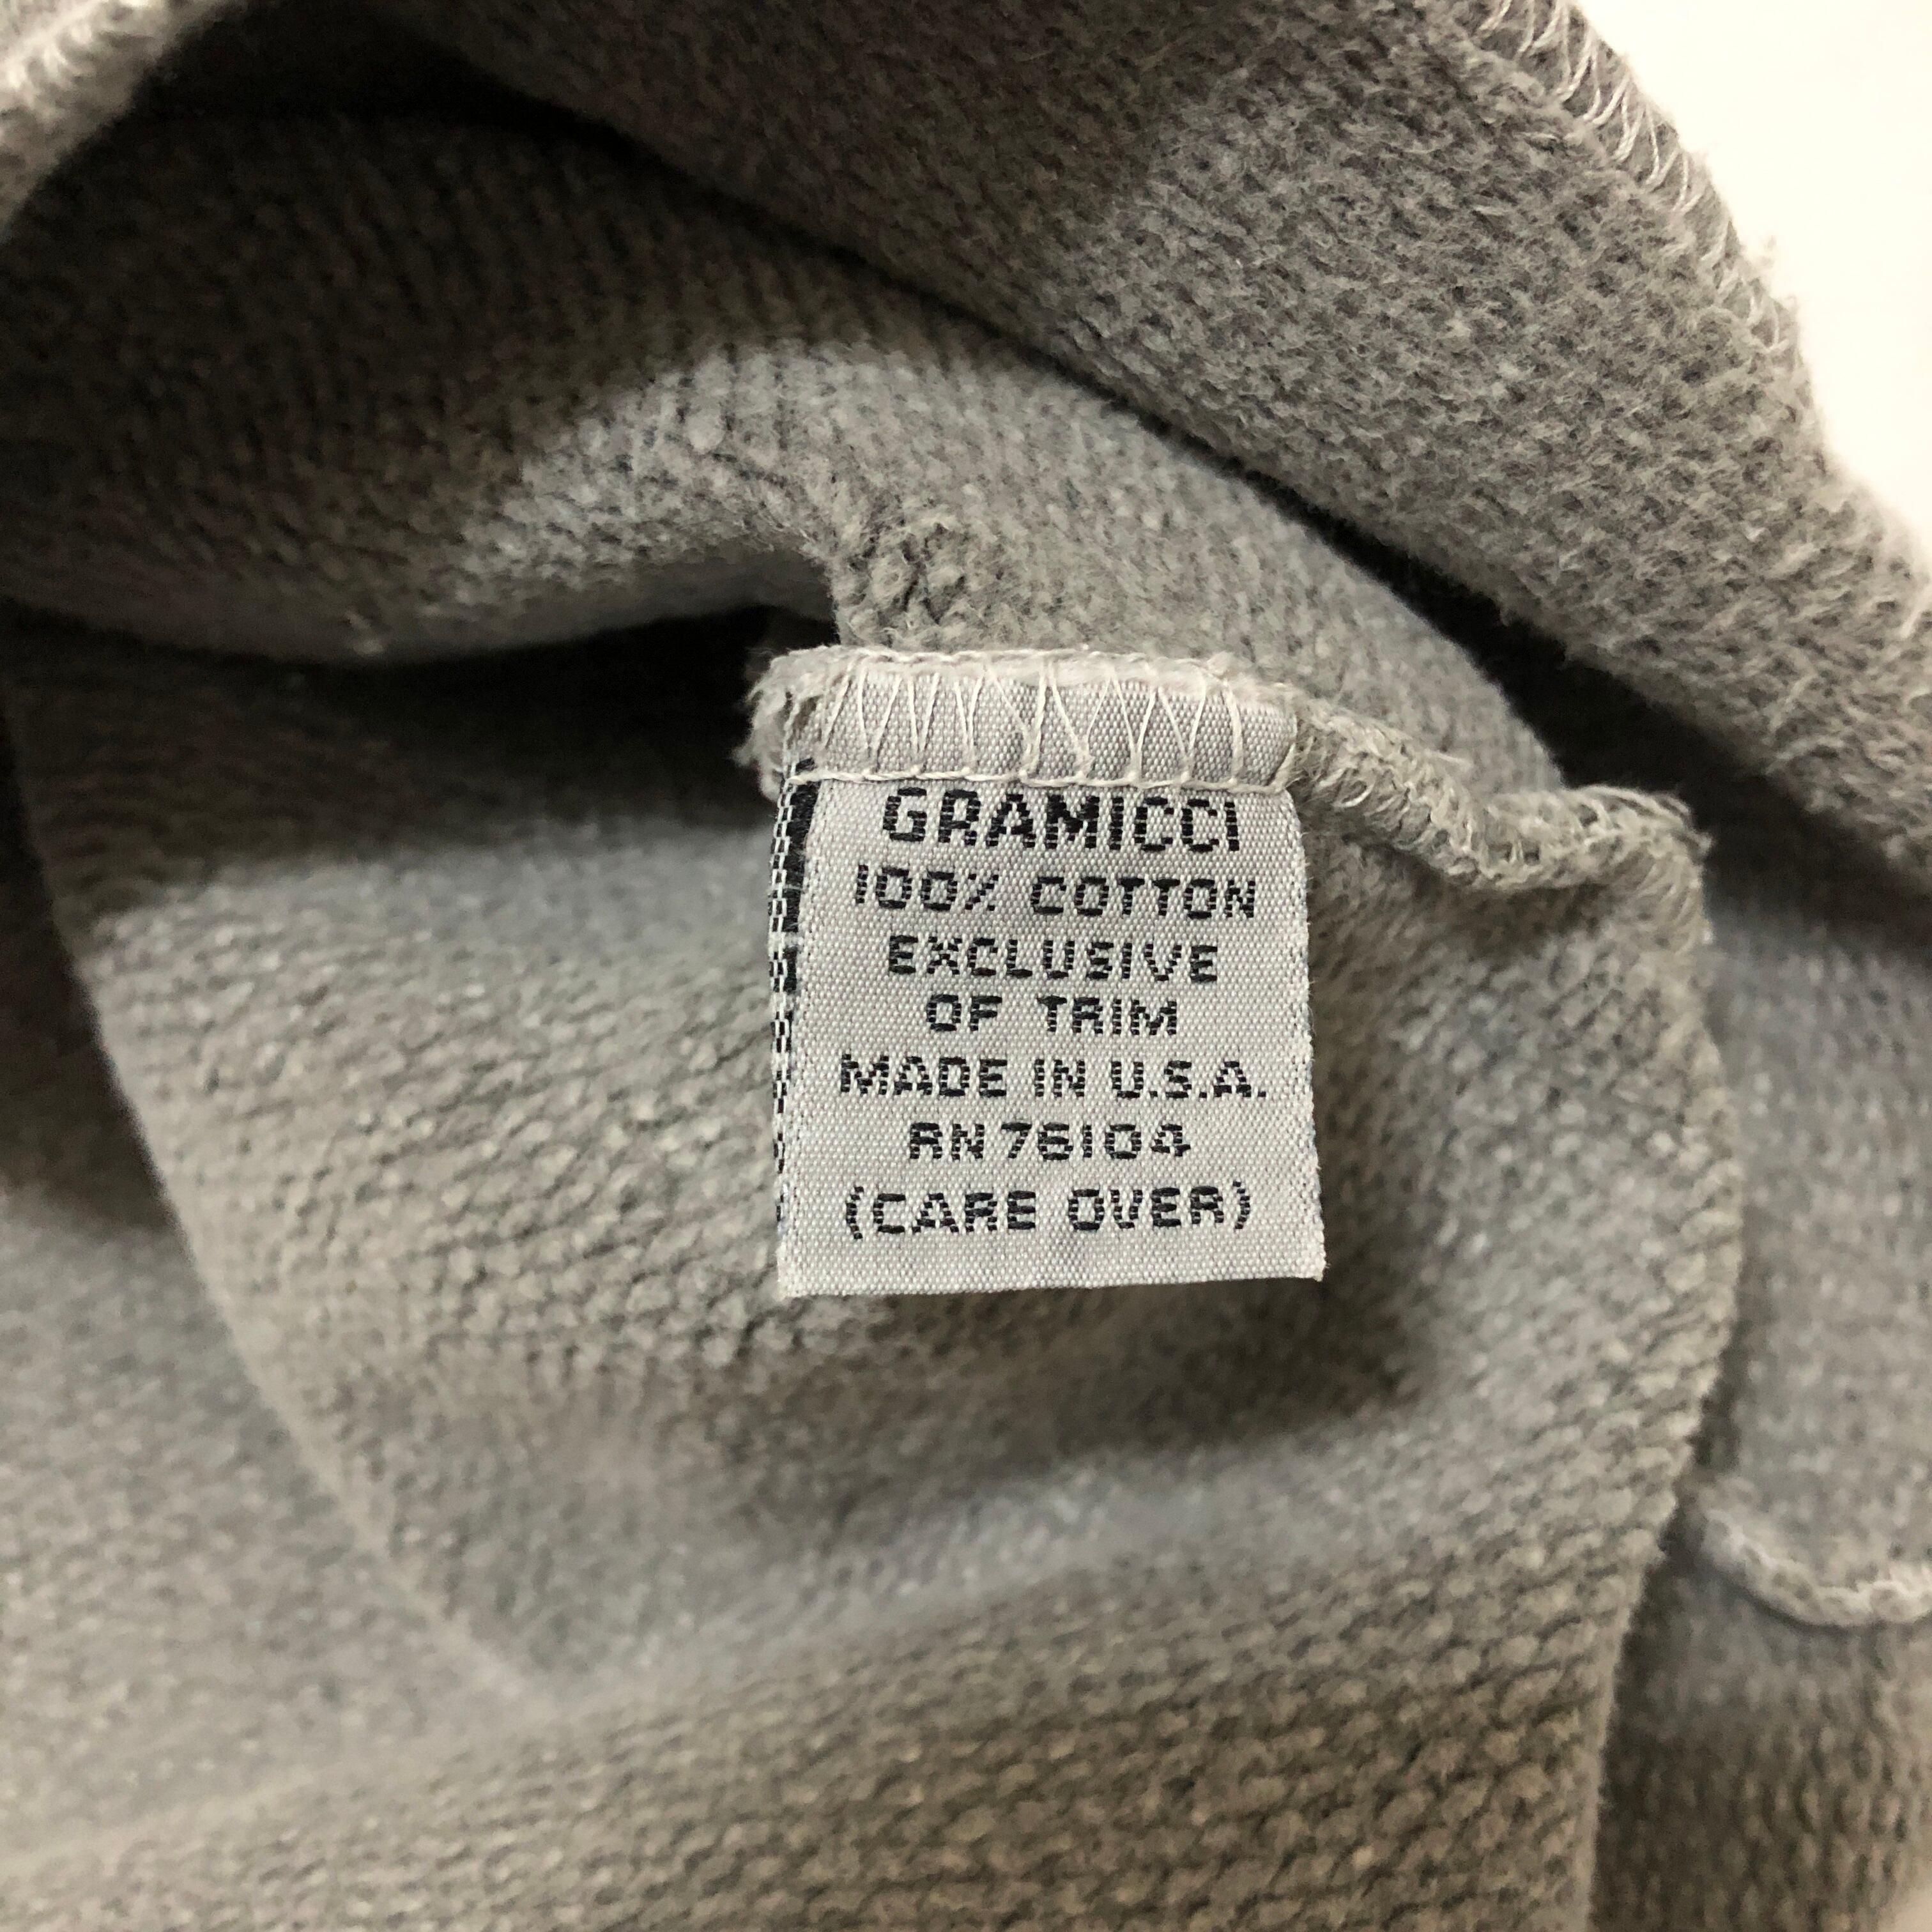 GRAMICCI
100% COTTON
EXCLUSIVE
OF TRIM
MADE IN U.S.A.
RN 76104
(CARE OVER)